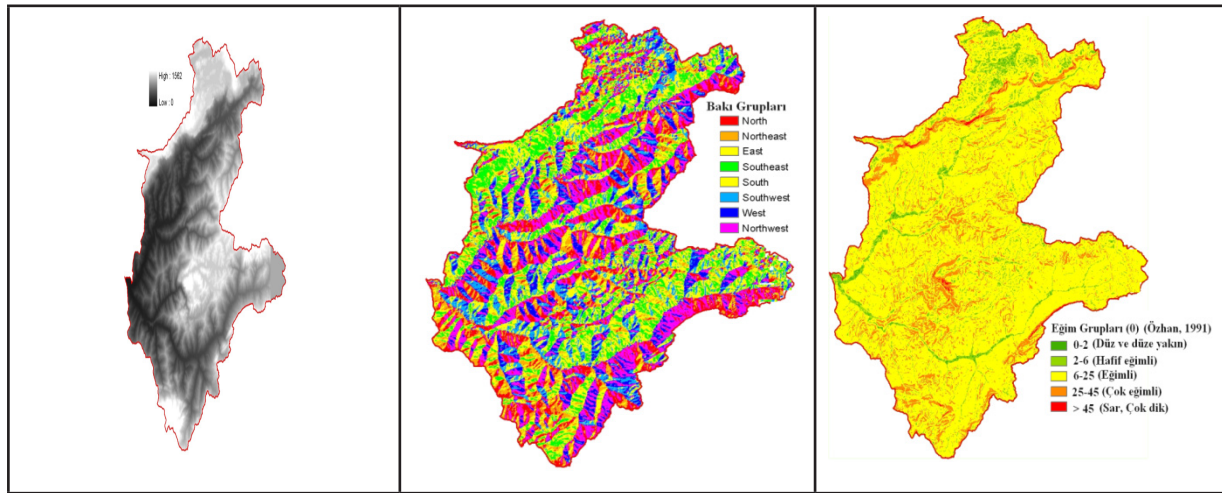 High : 1562
Low : 0
Bakı Grupları
North
Northeast
East
Southeast
South
Southwest
West
Northwest
Eğim Grupları (0) (Özhan, 1991)
0-2 (Düz ve düze yakın)
2-6 (Hafif eğimli)
6-25 (Eğimli)
25-45 (Çok eğimli)
> 45 (Sar, Çok dik)